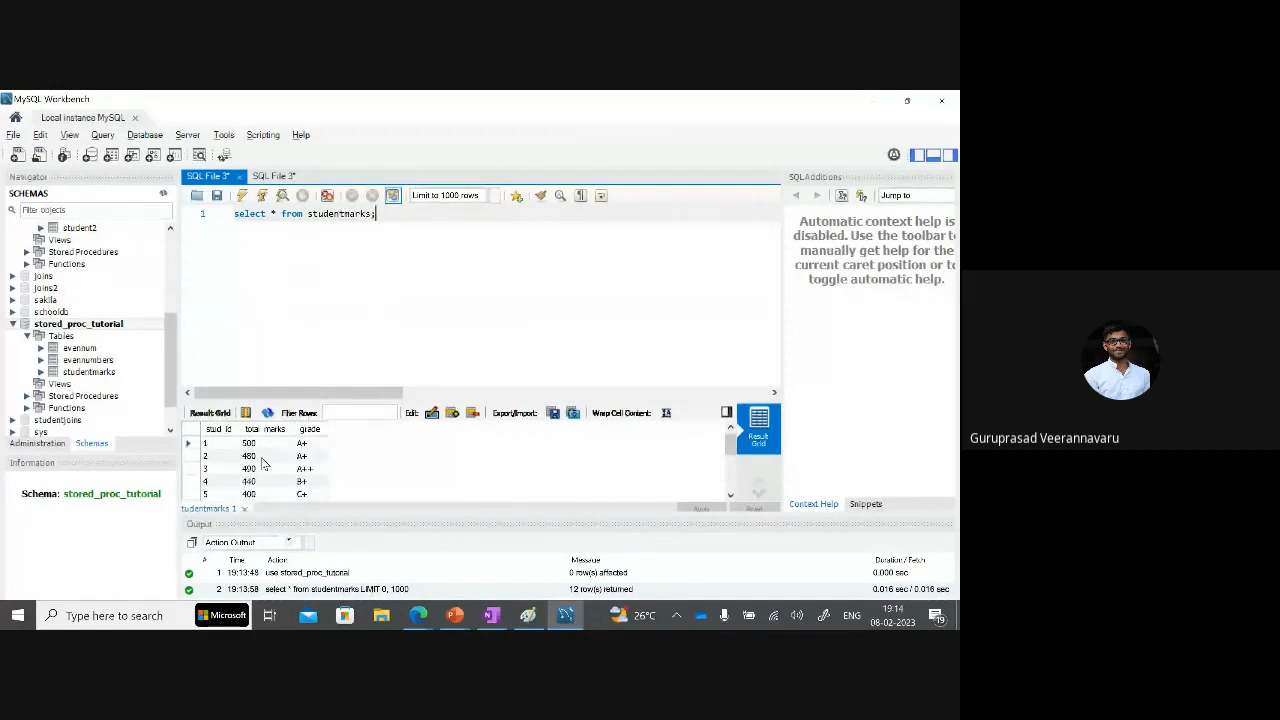 MySQL Workbench
Local instance MySQL
File Edit View Query Database Server Tools Scripting Help
Navigator
SCHEMAS
Filter objects
student2
Views
Stored Procedures
Functions
joins
joins2
sakila
schooldb
stored_proc_tutorial
Tables
evennum
evennumbers
studentmarks
Views
Stored Procedures
Functions
studentjoins
sys
Administration Schemas
Information
Schema: stored_proc_tutorial
SQL File 3* SQL File 3*
Limit to 1000 rows
1 select * from studentmarks;
Result Grid Filter Rows: Edit: Export/Import: Wrap Cell Content:
stud_id total_marks grade
1 500 A+
2 480 A+
3 490 A++
4 440 B+
5 400 C+
Result Grid
tudentmarks 1 Apply Revert
SQLAdditions
Jump to
Automatic context help is
disabled. Use the toolbar to
manually get help for the
current caret position or to
toggle automatic help.
Context Help Snippets
Output
Action Output
Time Action Message Duration / Fetch
1 19:13:48 use stored_proc_tutorial 0 row(s) affected 0.000 sec
2 19:13:58 select * from studentmarks LIMIT 0, 1000 12 row(s) returned 0.016 sec / 0.016 sec
Type here to search
Microsoft
26°C
ENG
19:14
08-02-2023
19
Guruprasad Veerannavaru